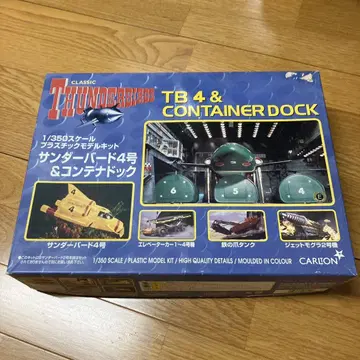 CLASSIC
THUNDERBIRDS
TB 4 &
CONTAINER DOCK
1/350スケール
プラスチックモデルキット
サンダーバード4号
&コンテナドック
6
4
5
4
4
サンダーバード4号
エレベーターカー1〜4号機
鉄の爪タンク
ジェットモグラ2号機
1/350 SCALE / PLASTIC MODEL KIT / HIGH QUALITY DETAILS / MOULDED IN COLOUR
CARLTON